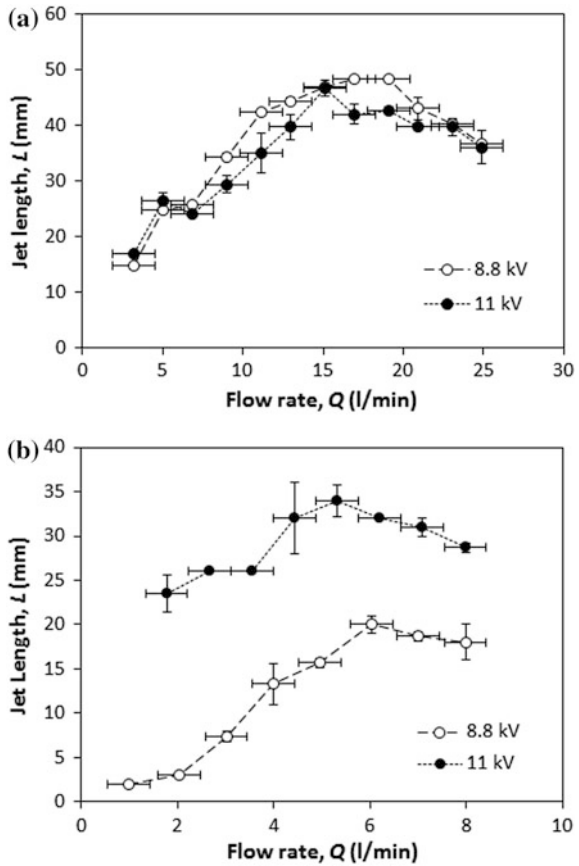 (a)
60
50
40
30
20
10
0
Jet length, L (mm)
8.8 kV
11 kV
0 5 10 15 20 25 30
Flow rate, Q (l/min)
(b)
40
35
30
25
20
15
10
5
0
Jet Length, L (mm)
8.8 kV
11 kV
0 2 4 6 8 10
Flow rate, Q (l/min)